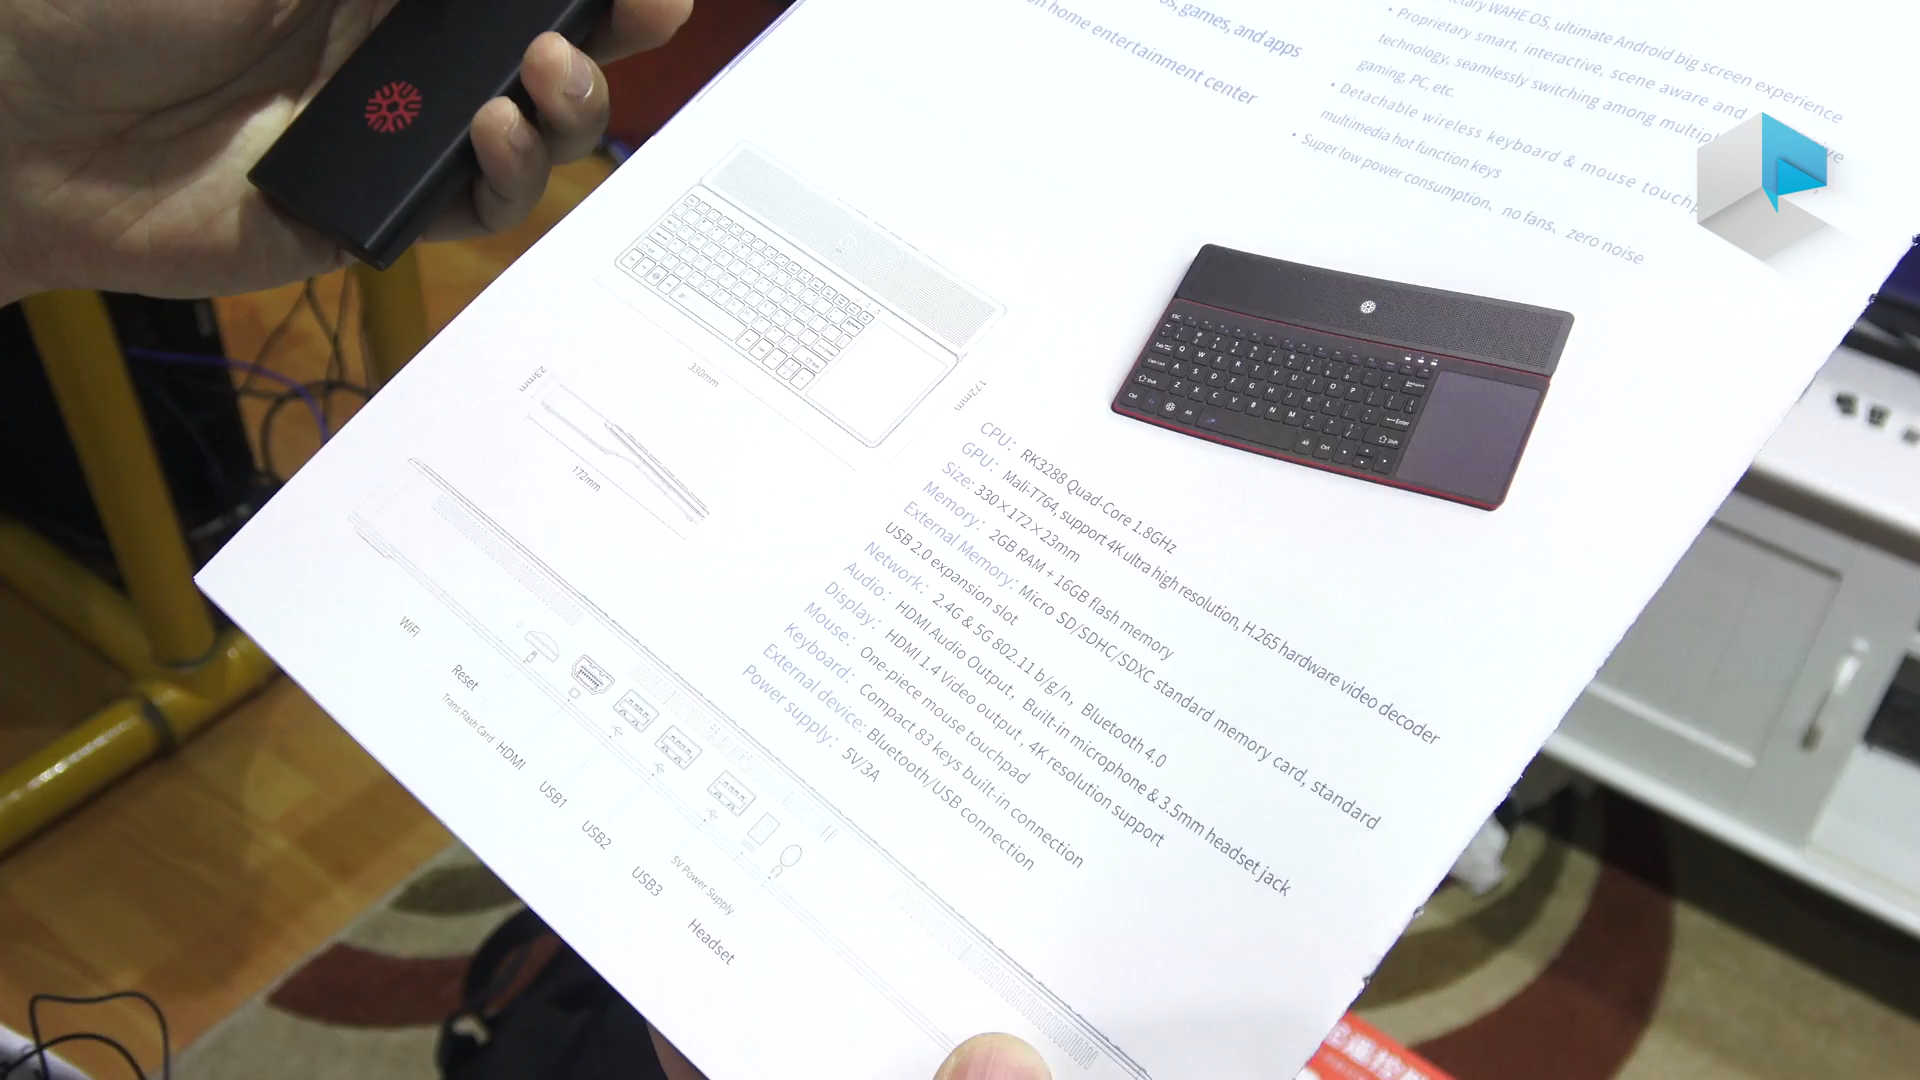 os, games, and apps
on home entertainment center
etary WAHE OS, ultimate Android big screen experience
• Proprietary smart, interactive, scene aware and
technology, seamlessly switching among
gaming, PC, etc.
• Detachable wireless keyboard & mouse
multimedia hot function keys
• Super low power consumption、no fans、zero noise
330mm
172mm
23mm
172mm
CPU: RK3288 Quad-Core 1.8GHz
GPU: Mali-T764, support 4K ultra high resolution, H.265 hardware video decoder
Size: 330×172×23mm
Memory: 2GB RAM + 16GB flash memory
External Memory: Micro SD/SDHC/SDXC standard memory card, standard
USB 2.0 expansion slot
Network: 2.4G & 5G 802.11 b/g/n, Bluetooth 4.0
Audio: HDMI Audio Output, Built-in microphone & 3.5mm headset jack
Display: HDMI 1.4 Video output, 4K resolution support
Mouse: One-piece mouse touchpad
Keyboard: Compact 83 keys built-in connection
External device: Bluetooth/USB connection
Power supply: 5V/3A
WiFi
Reset
Trans Flash Card
HDMI
USB1
USB2
USB3
5V Power Supply
Headset